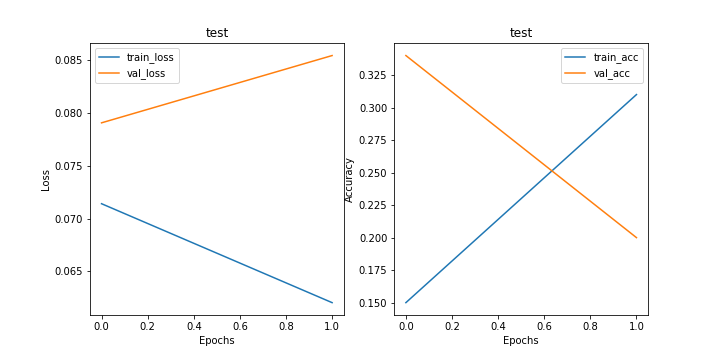 test
train_loss
val_loss
0.085
0.080
0.075
0.070
0.065
Loss
0.0 0.2 0.4 0.6 0.8 1.0
Epochs
test
train_acc
val_acc
0.325
0.300
0.275
0.250
0.225
0.200
0.175
0.150
Accuracy
0.0 0.2 0.4 0.6 0.8 1.0
Epochs